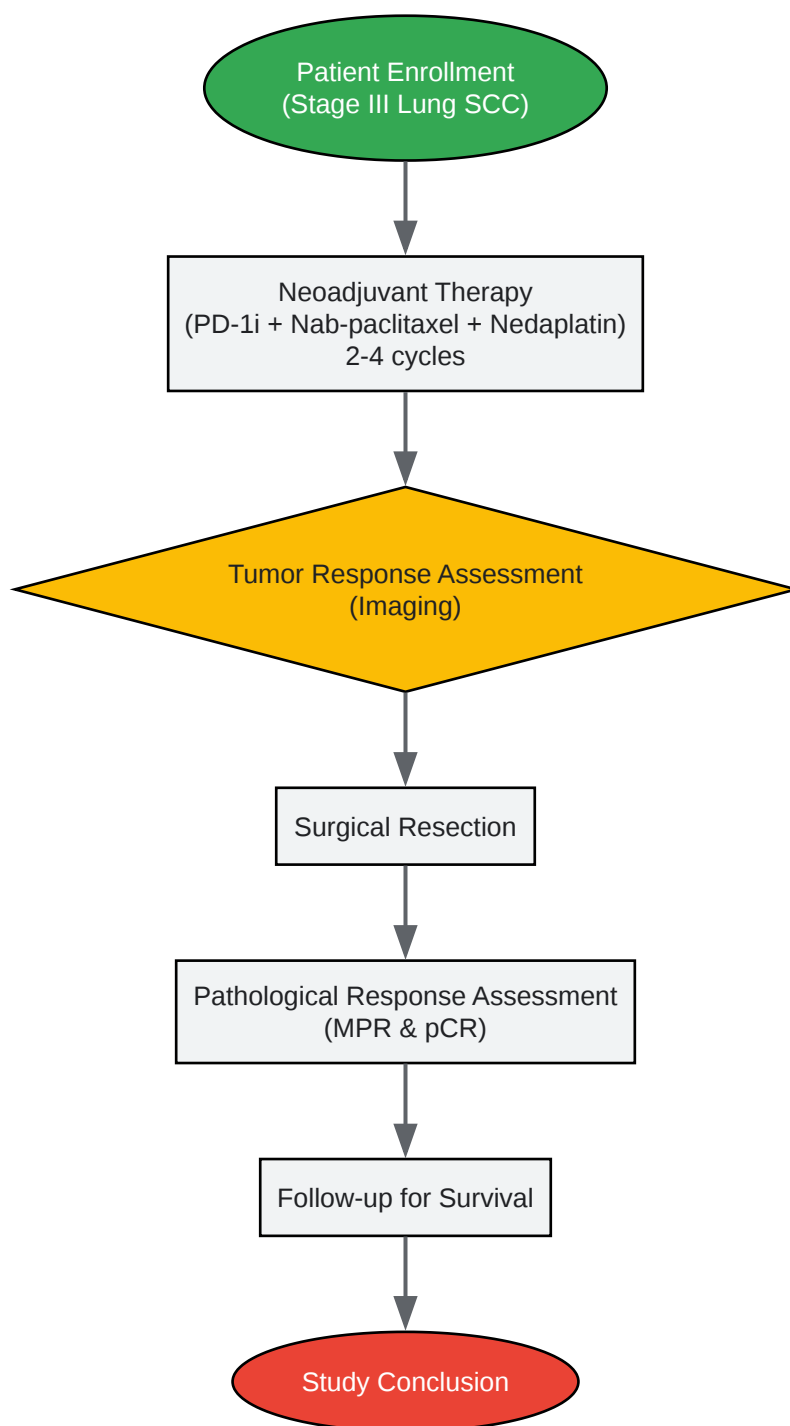 Patient Enrollment
(Stage III Lung SCC)
Neoadjuvant Therapy
(PD-1i + Nab-paclitaxel + Nedaplatin)
2-4 cycles
Tumor Response Assessment
(Imaging)
Surgical Resection
Pathological Response Assessment
(MPR & pCR)
Follow-up for Survival
Study Conclusion